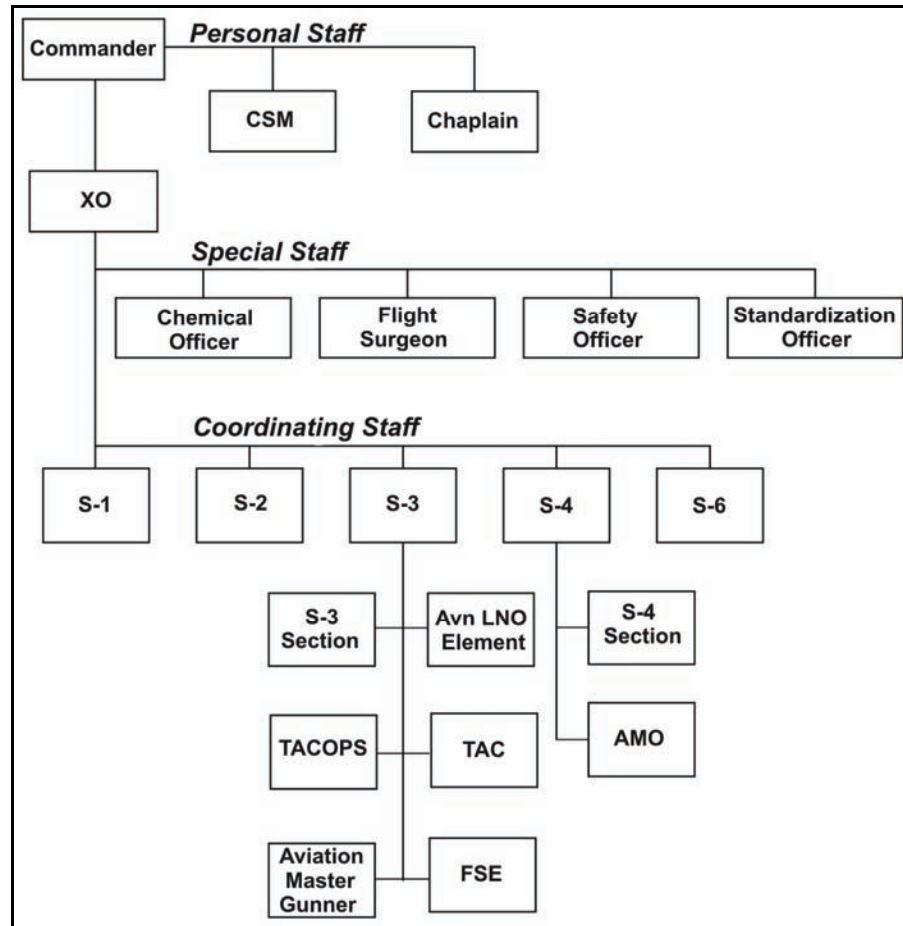 Commander
Personal Staff
CSM
Chaplain
XO
Special Staff
Chemical
Officer
Flight
Surgeon
Safety
Officer
Standardization
Officer
Coordinating Staff
S-1
S-2
S-3
S-4
S-6
S-3
Section
Avn LNO
Element
S-4
Section
TACOPS
TAC
AMO
Aviation
Master
Gunner
FSE